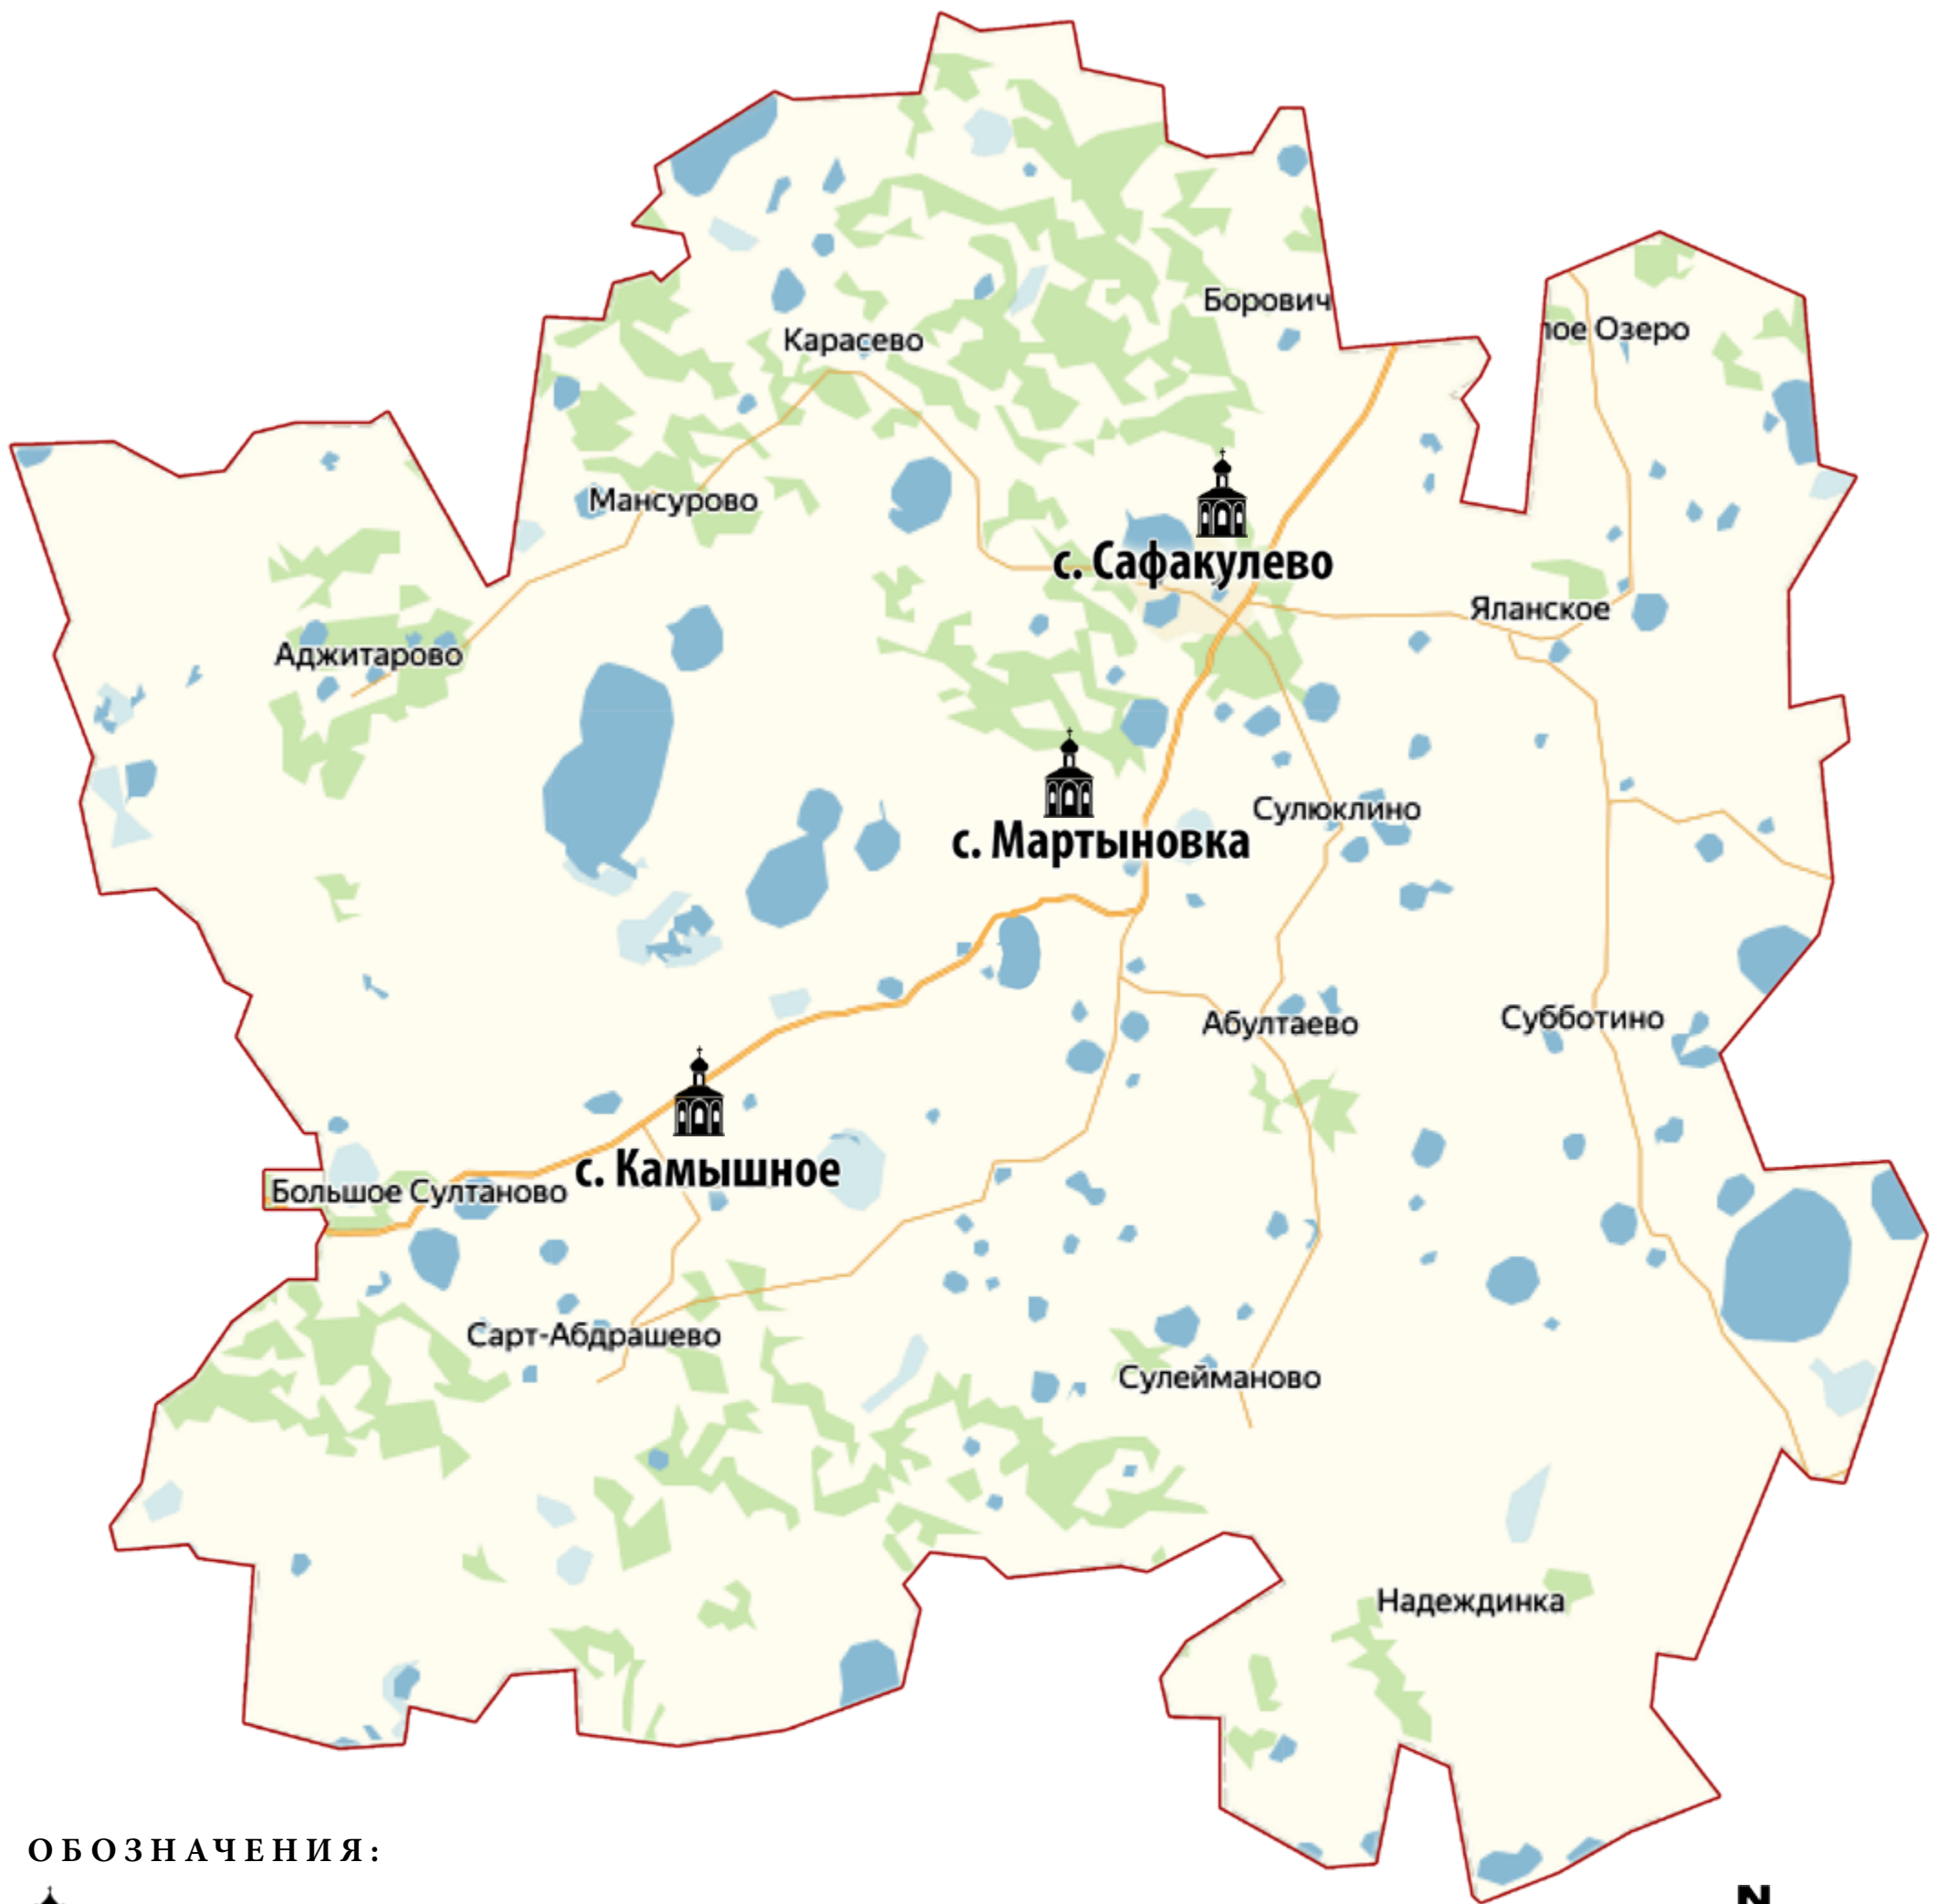 Борович
лое Озеро
Карасево
Мансурово
с. Сафакулево
Яланское
Аджитарово
Сулюклино
с. Мартыновка
Субботино
Абултаево
с. Камышное
Большое Султаново
Сарт-Абдрашево
Сулейманово
Надеждинка
ОБОЗНАЧЕНИЯ:
N